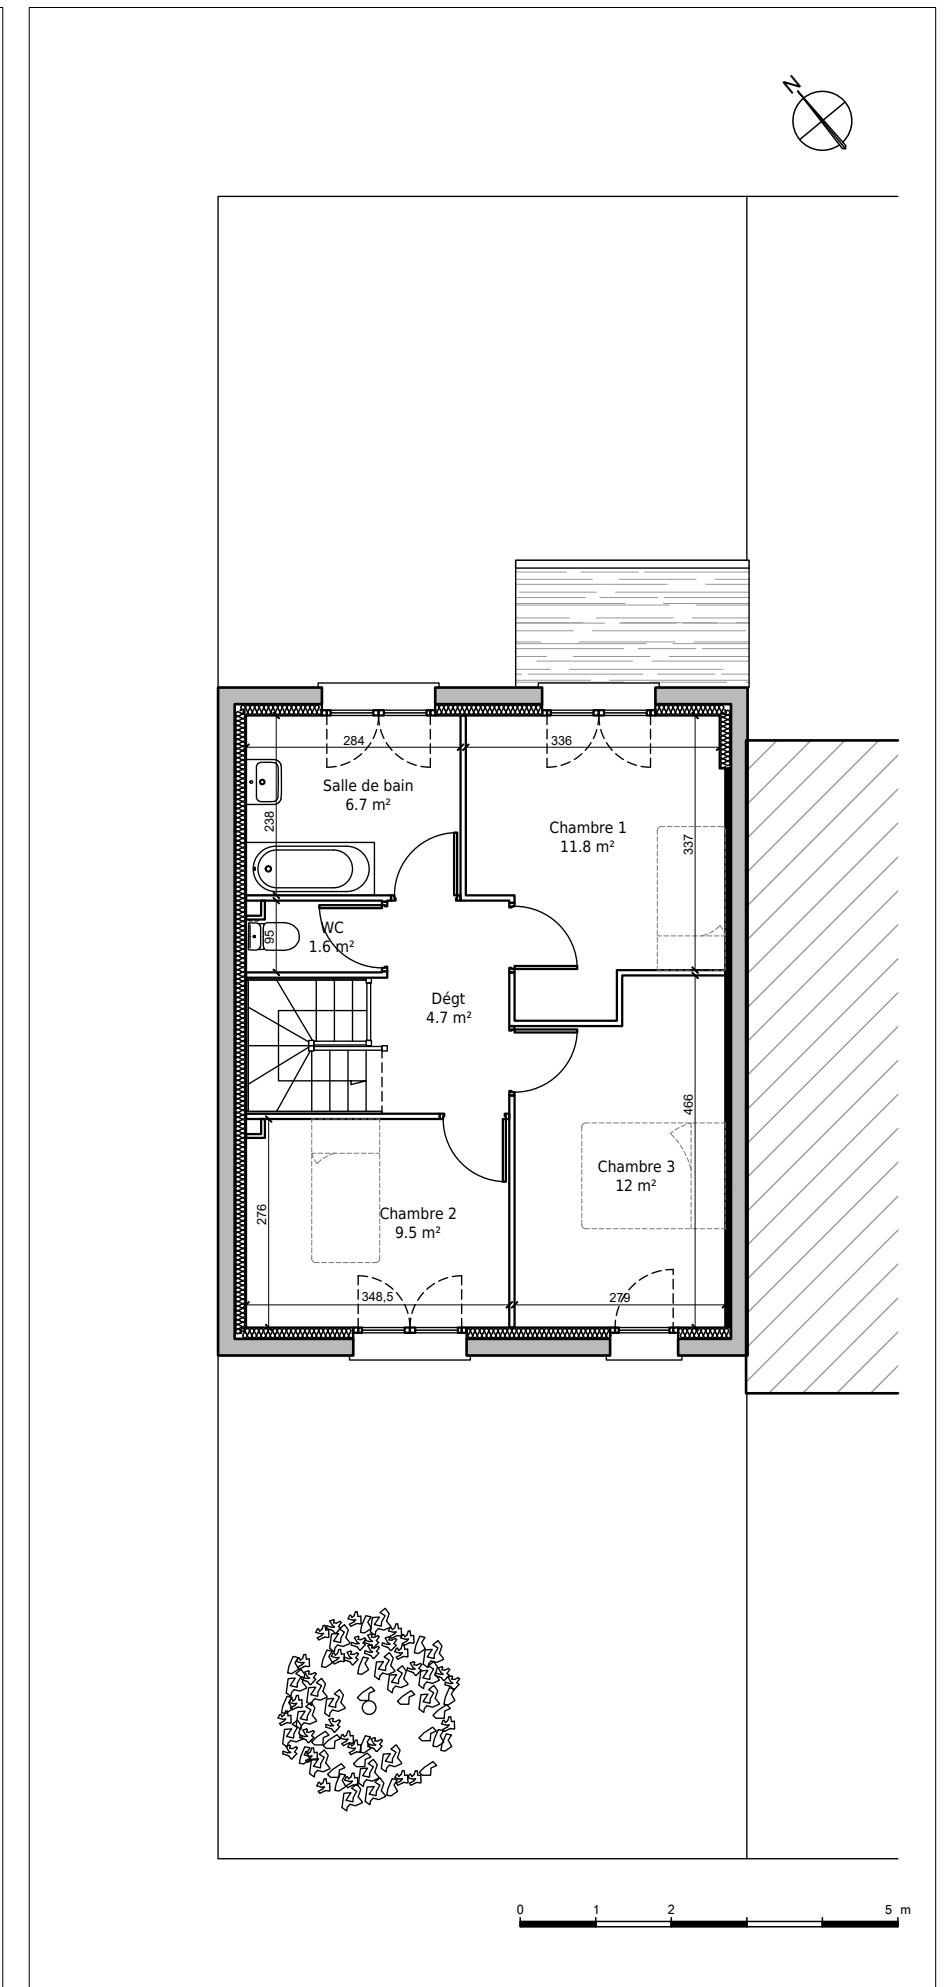 N
284
336
Salle de bain
6.7 m²
238
Chambre 1
11.8 m²
337
WC
1.6 m²
95
Dégt
4.7 m²
466
Chambre 3
12 m²
276
Chambre 2
9.5 m²
348,5
279
0 1 2 5 m